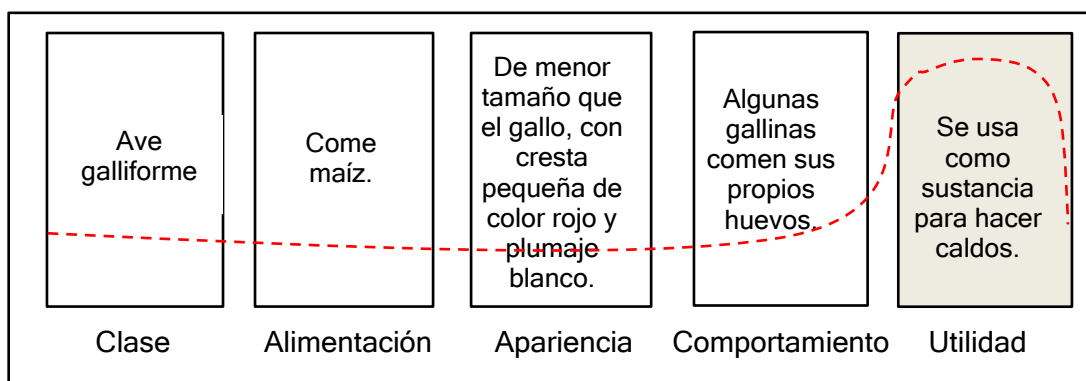 Ave
galliforme
Come
maíz.
De menor
tamaño que
el gallo, con
cresta
pequeña de
color rojo y
plumaje
blanco.
Algunas
gallinas
comen sus
propios
huevos.
Se usa
como
sustancia
para hacer
caldos.
Clase
Alimentación
Apariencia
Comportamiento
Utilidad